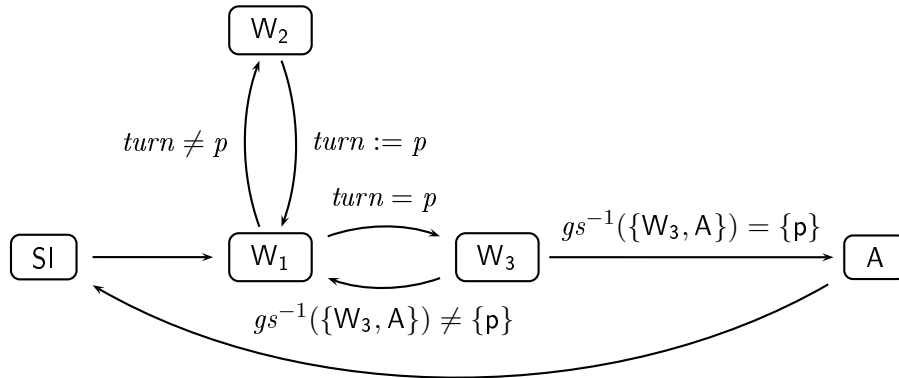 W₂
turn ≠ p
turn := p
turn = p
gs⁻¹({W₃, A}) = {p}
SI
W₁
W₃
A
gs⁻¹({W₃, A}) ≠ {p}